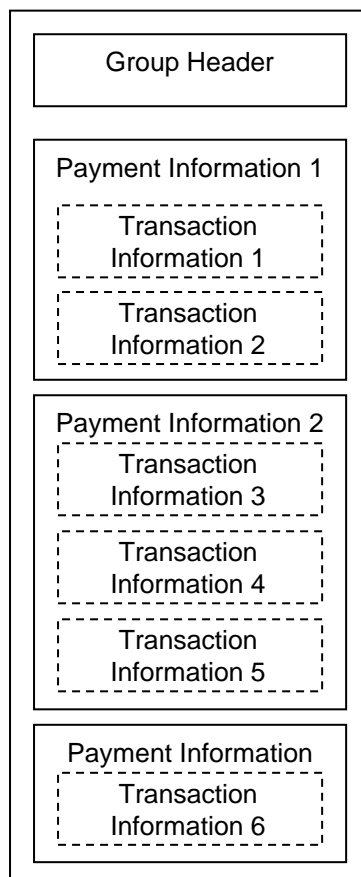 Group Header
Payment Information 1
Transaction
Information 1
Transaction
Information 2
Payment Information 2
Transaction
Information 3
Transaction
Information 4
Transaction
Information 5
Payment Information
Transaction
Information 6